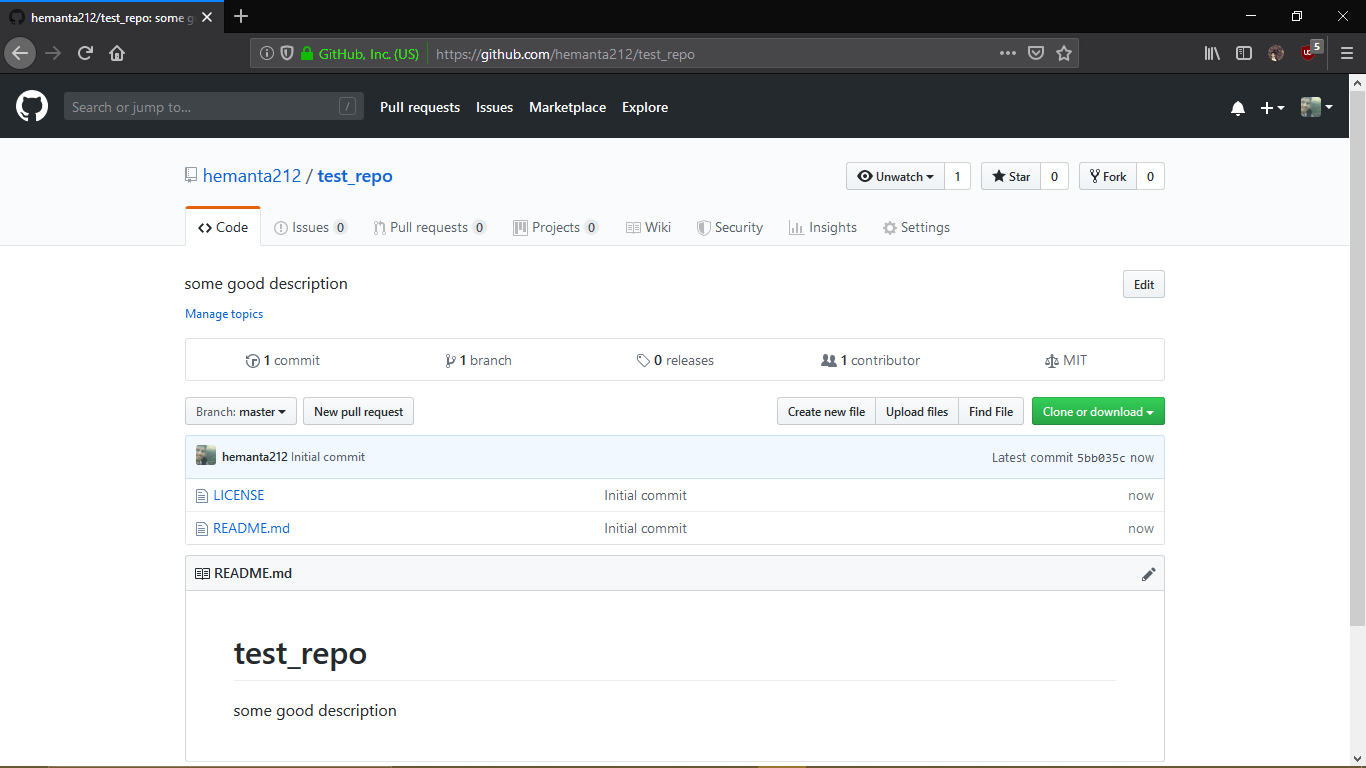 hemanta212/test_repo: some g
GitHub, Inc. (US) https://github.com/hemanta212/test_repo 5
Search or jump to... / Pull requests Issues Marketplace Explore
hemanta212 / test_repo Unwatch 1 Star 0 Fork 0
Code Issues 0 Pull requests 0 Projects 0 Wiki Security Insights Settings
some good description Edit
Manage topics
1 commit 1 branch 0 releases 1 contributor MIT
Branch: master New pull request Create new file Upload files Find File Clone or download
hemanta212 Initial commit Latest commit 5bb035c now
LICENSE Initial commit now
README.md Initial commit now
README.md
test_repo
some good description